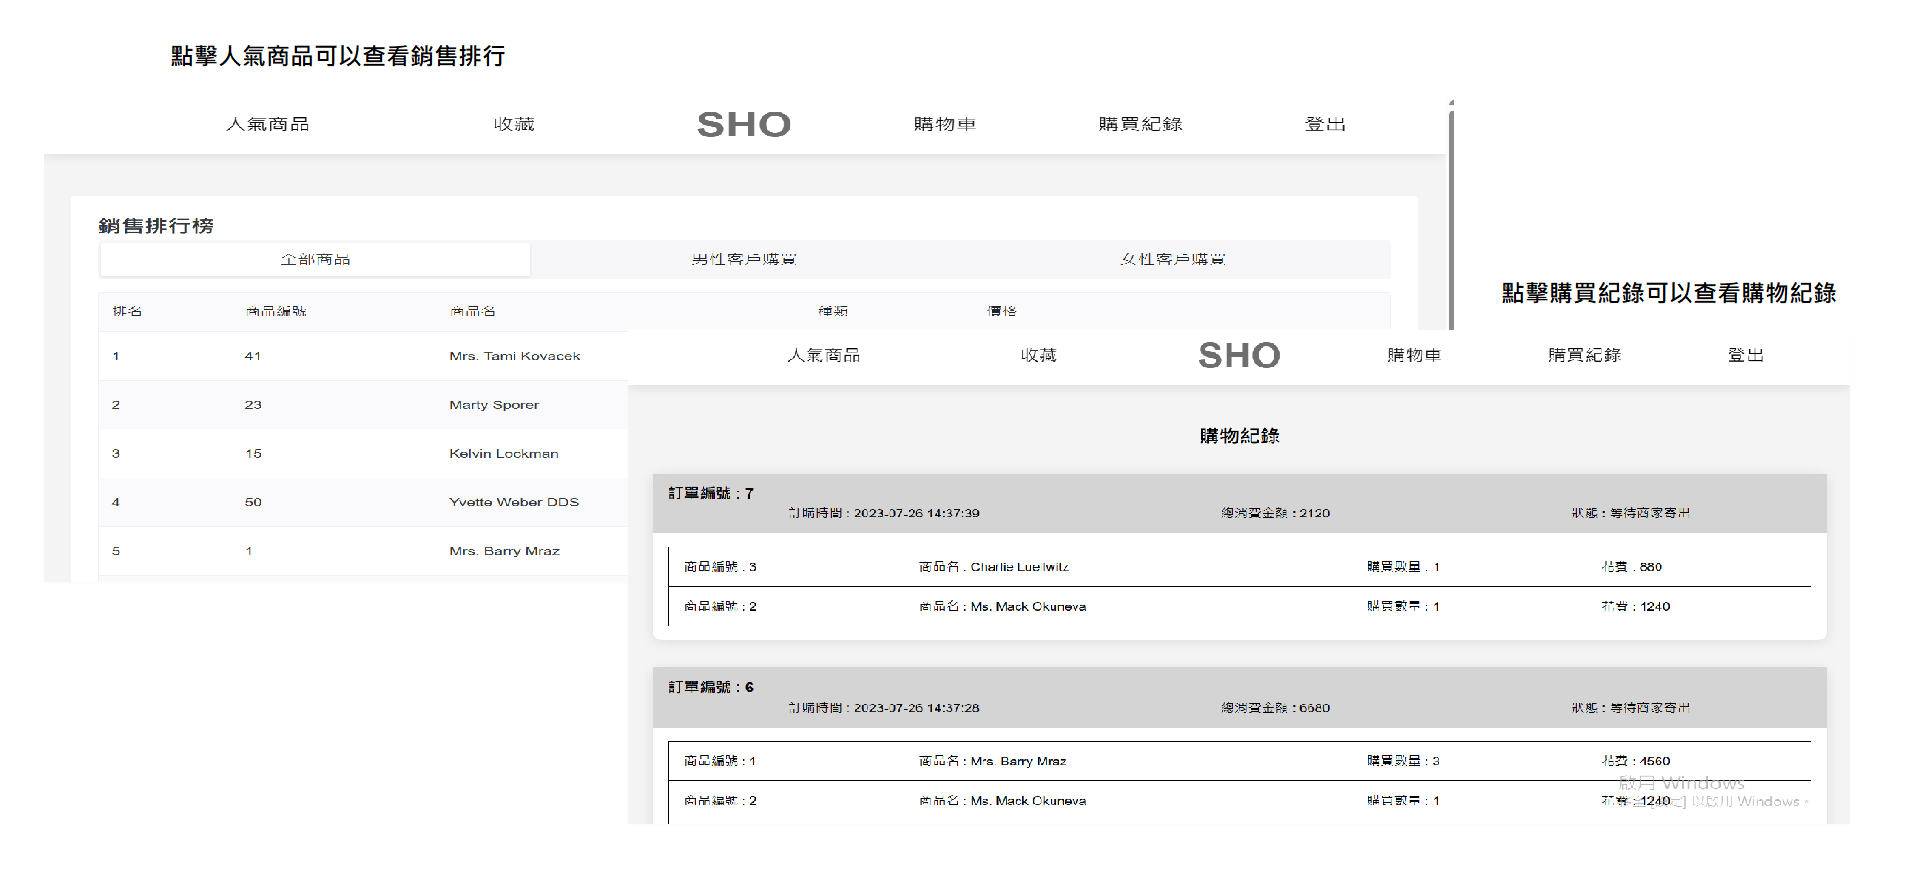 點擊人氣商品可以查看銷售排行
人氣商品 收藏 SHO 購物車 購買紀錄 登出
銷售排行榜
全部商品 男性客戶購買 女性客戶購買
排名 商品編號 商品名 種類 價格
1 41 Mrs. Tami Kovacek
2 23 Marty Sporer
3 15 Kelvin Lockman
4 50 Yvette Weber DDS
5 1 Mrs. Barry Mraz
點擊購買紀錄可以查看購物紀錄
人氣商品 收藏 SHO 購物車 購買紀錄 登出
購物紀錄
訂單編號 : 7
訂購時間 : 2023-07-26 14:37:39 總消費金額 : 2120 狀態 : 等待商家寄出
商品編號 : 3 商品名 : Charlie Lueilwitz 購買數量 : 1 花費 : 880
商品編號 : 2 商品名 : Ms. Mack Okuneva 購買數量 : 1 花費 : 1240
訂單編號 : 6
訂購時間 : 2023-07-26 14:37:28 總消費金額 : 6680 狀態 : 等待商家寄出
商品編號 : 1 商品名 : Mrs. Barry Mraz 購買數量 : 3 花費 : 4560
啟用 Windows
商品編號 : 2 商品名 : Ms. Mack Okuneva 購買數量 : 1 花費 : 1240
以啟用 Windows。